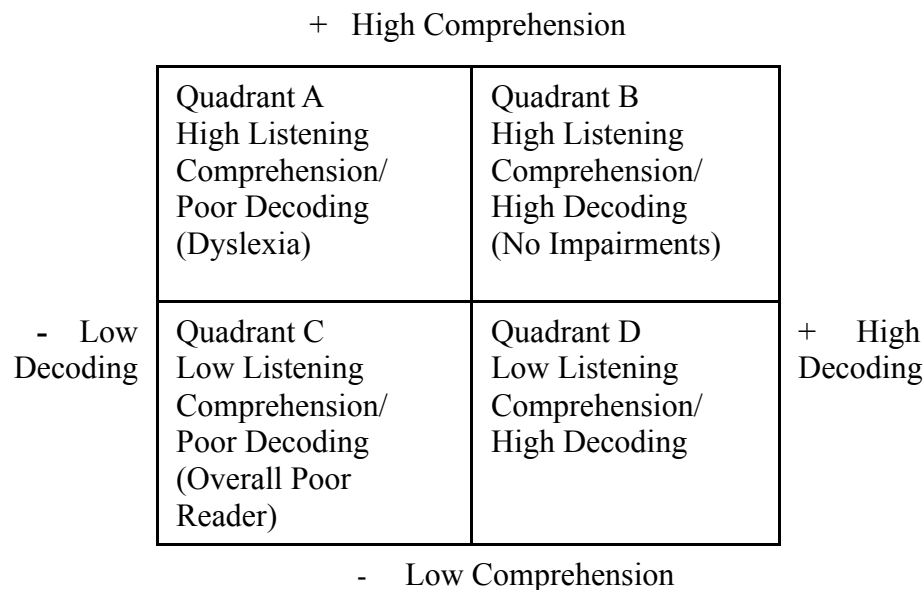 + High Comprehension
Quadrant A
High Listening
Comprehension/
Poor Decoding
(Dyslexia)
Quadrant B
High Listening
Comprehension/
High Decoding
(No Impairments)
- Low
Decoding
Quadrant C
Low Listening
Comprehension/
Poor Decoding
(Overall Poor
Reader)
Quadrant D
Low Listening
Comprehension/
High Decoding
+ High
Decoding
- Low Comprehension